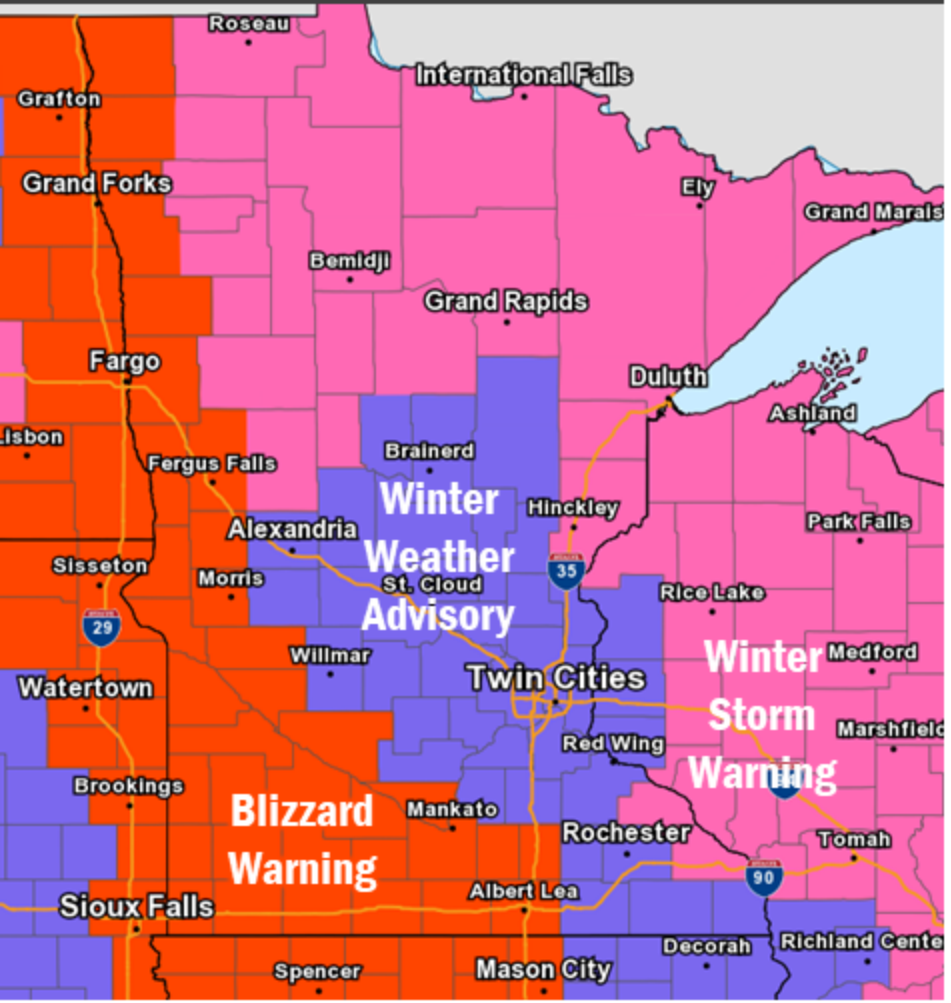 Roseau
International Falls
Grafton
Grand Forks
Ely
Grand Marais
Bemidji
Grand Rapids
Fargo
Duluth
Ashland
Lisbon
Brainerd
Fergus Falls
Winter
Weather
Advisory
Hinckley
Park Falls
Alexandria
Sisseton
Morris
St. Cloud
35
Rice Lake
29
Willmar
Winter
Storm
Warning
Medford
Twin Cities
Watertown
Marshfield
Red Wing
Brookings
Blizzard
Warning
Mankato
Rochester
Tomah
90
Albert Lea
Sioux Falls
Decorah
Richland Cente
Spencer
Mason City